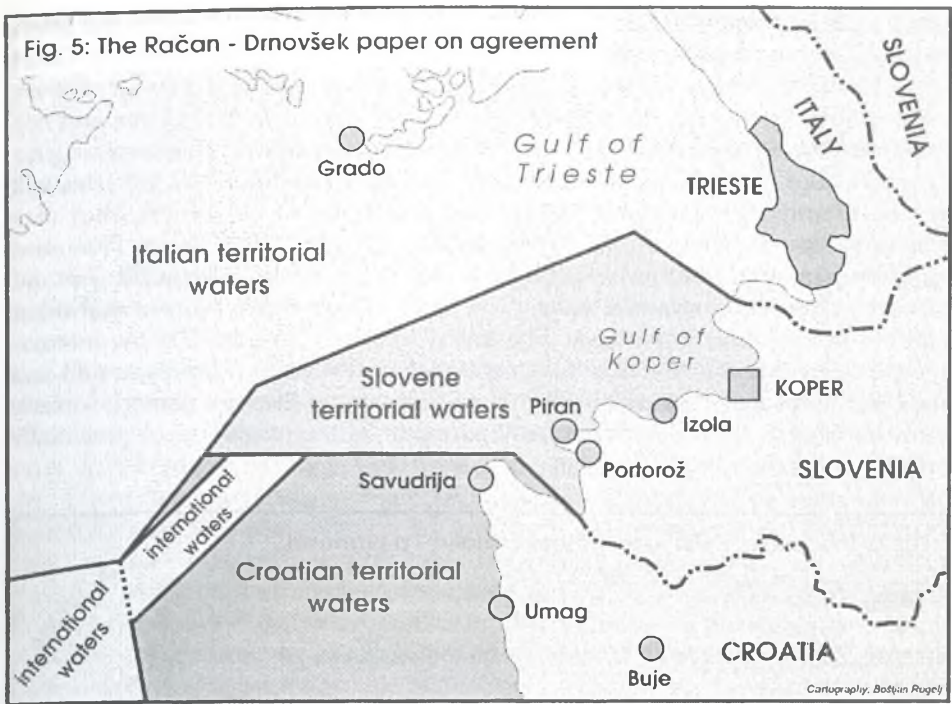 Fig. 5: The Račan - Drnovšek paper on agreement
SLOVENIA
ITALY
Grado
Gulf of
Trieste
TRIESTE
Italian territorial
waters
Gulf of
Koper
Slovene
territorial waters
KOPER
Piran
Izola
Portorož
SLOVENIA
Savudrija
international
waters
Croatian territorial
waters
international
waters
Umag
CROATIA
Buje
Cartography, Boštjan Rogelj